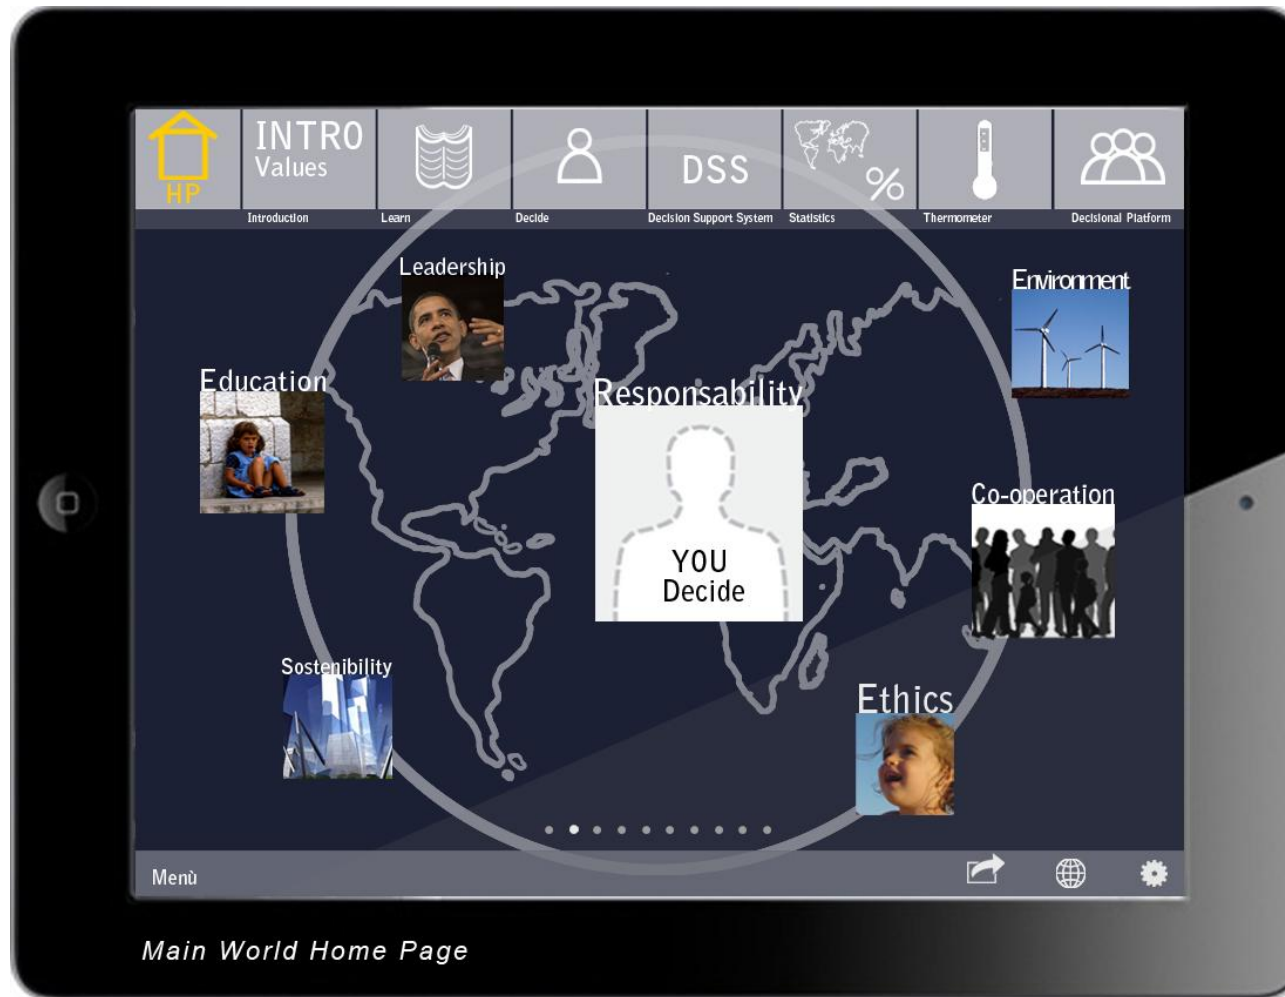 HP
INTRO
Values
DSS
%
Introduction
Learn
Decide
Decision Support System
Statistics
Thermometer
Decisional Platform
Leadership
Environment
Education
Responsability
Co-operation
YOU
Decide
Sostenibility
Ethics
Menù
Main World Home Page